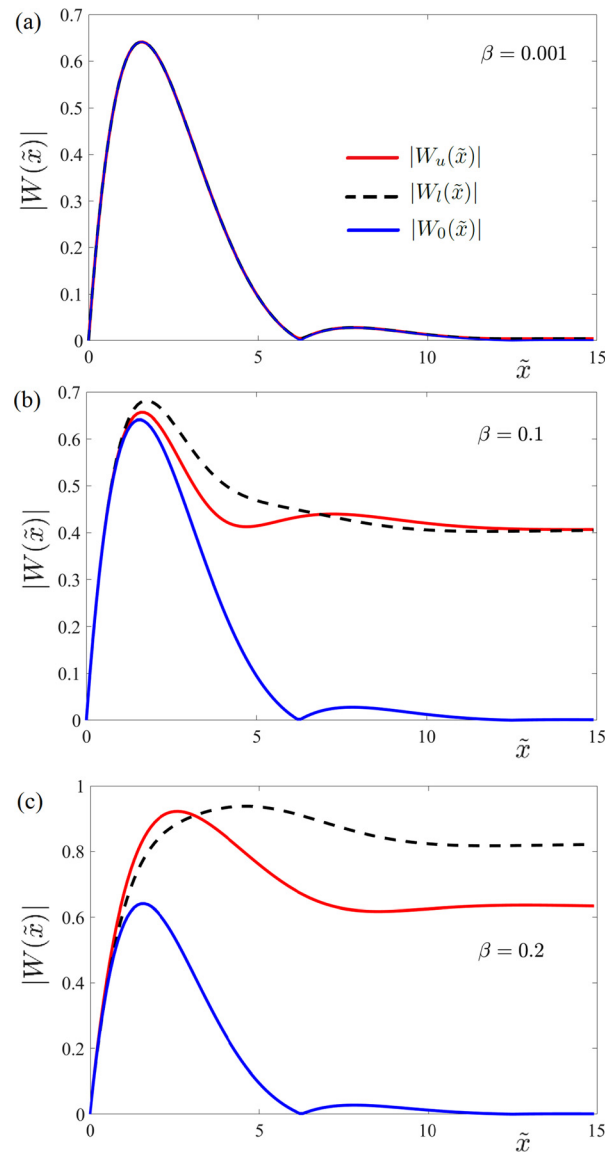 (a)
0.7
0.6
0.5
0.4
0.3
0.2
0.1
0
0 5 10 15
|W(x̃)|
x̃
β = 0.001
|W_u(x̃)|
|W_l(x̃)|
|W_0(x̃)|
(b)
0.7
0.6
0.5
0.4
0.3
0.2
0.1
0
0 5 10 15
|W(x̃)|
x̃
β = 0.1
(c)
1
0.8
0.6
0.4
0.2
0
0 5 10 15
|W(x̃)|
x̃
β = 0.2